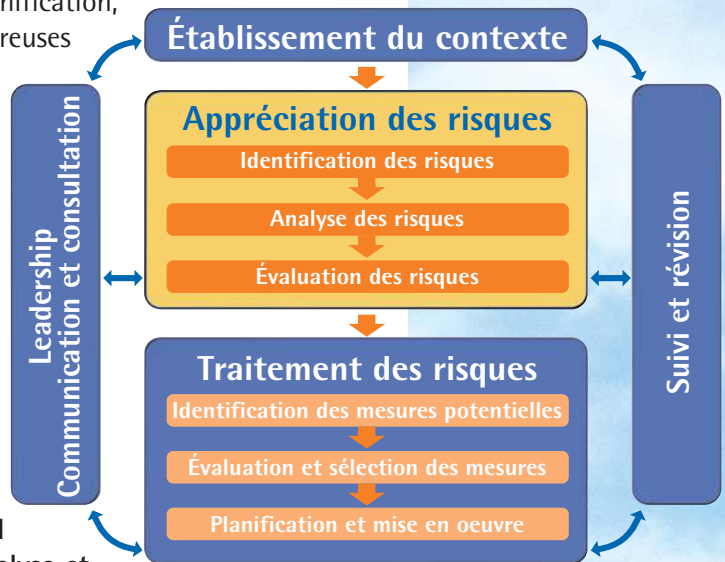 nification,
reuses
Établissement du contexte
Appréciation des risques
Identification des risques
Analyse des risques
Évaluation des risques
Leadership
Communication et consultation
Suivi et révision
Traitement des risques
Identification des mesures potentielles
Évaluation et sélection des mesures
Planification et mise en oeuvre